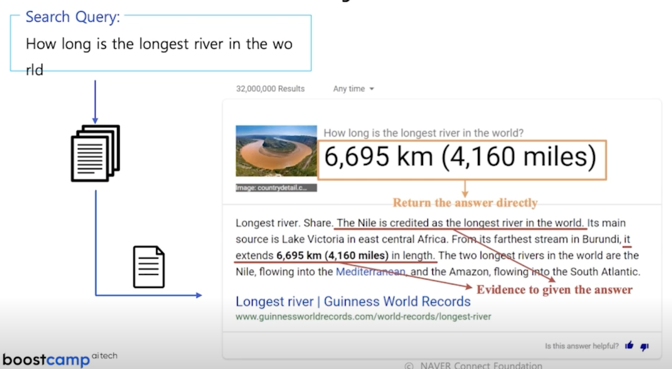 Search Query:
How long is the longest river in the wo
rld
32,000,000 Results Any time
How long is the longest river in the world?
6,695 km (4,160 miles)
Image: countrydetail.c...
Return the answer directly
Longest river. Share. The Nile is credited as the longest river in the world. Its main
source is Lake Victoria in east central Africa. From its farthest stream in Burundi, it
extends 6,695 km (4,160 miles) in length. The two longest rivers in the world are the
Nile, flowing into the Mediterranean, and the Amazon, flowing into the South Atlantic.
Evidence to given the answer
Longest river | Guinness World Records
www.guinnessworldrecords.com/world-records/longest-river
Is this answer helpful?
boostcamp ai tech
© NAVER Connect Foundation